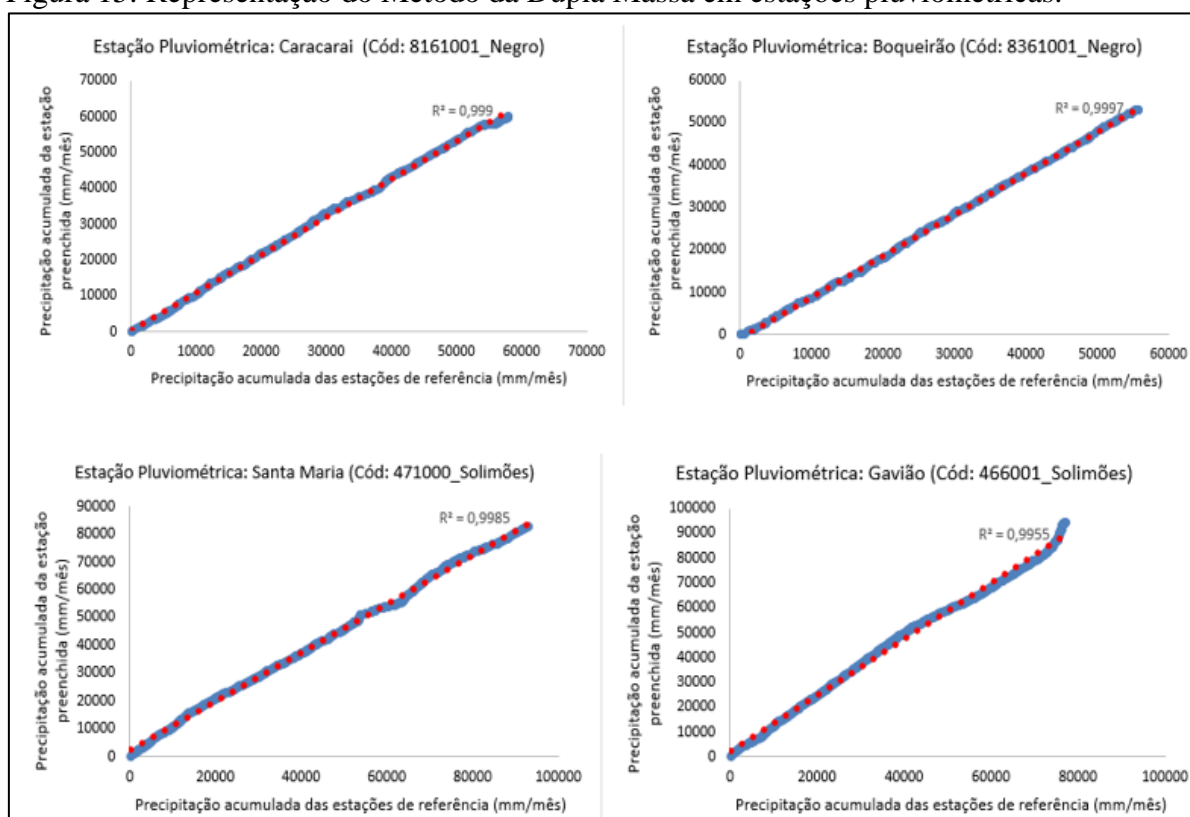 Figura 13: Representação do Método da Dupla Massa em estações pluviométricas.
Estação Pluviométrica: Caracarai (Cód: 8161001_Negro)
Precipitação acumulada da estação
preenchida (mm/mês)
70000
60000
50000
40000
30000
20000
10000
0
R² = 0,999
0 10000 20000 30000 40000 50000 60000 70000
Precipitação acumulada das estações de referência (mm/mês)
Estação Pluviométrica: Boqueirão (Cód: 8361001_Negro)
Precipitação acumulada da estação
preenchida (mm/mês)
60000
50000
40000
30000
20000
10000
0
R² = 0,9997
0 10000 20000 30000 40000 50000 60000
Precipitação acumulada das estações de referência (mm/mês)
Estação Pluviométrica: Santa Maria (Cód: 471000_Solimões)
Precipitação acumulada da estação
preenchida (mm/mês)
90000
80000
70000
60000
50000
40000
30000
20000
10000
0
R² = 0,9985
0 20000 40000 60000 80000 100000
Precipitação acumulada das estações de referência (mm/mês)
Estação Pluviométrica: Gavião (Cód: 466001_Solimões)
Precipitação acumulada da estação
preenchida (mm/mês)
100000
90000
80000
70000
60000
50000
40000
30000
20000
10000
0
R² = 0,9955
0 20000 40000 60000 80000 100000
Precipitação acumulada das estações de referência (mm/mês)